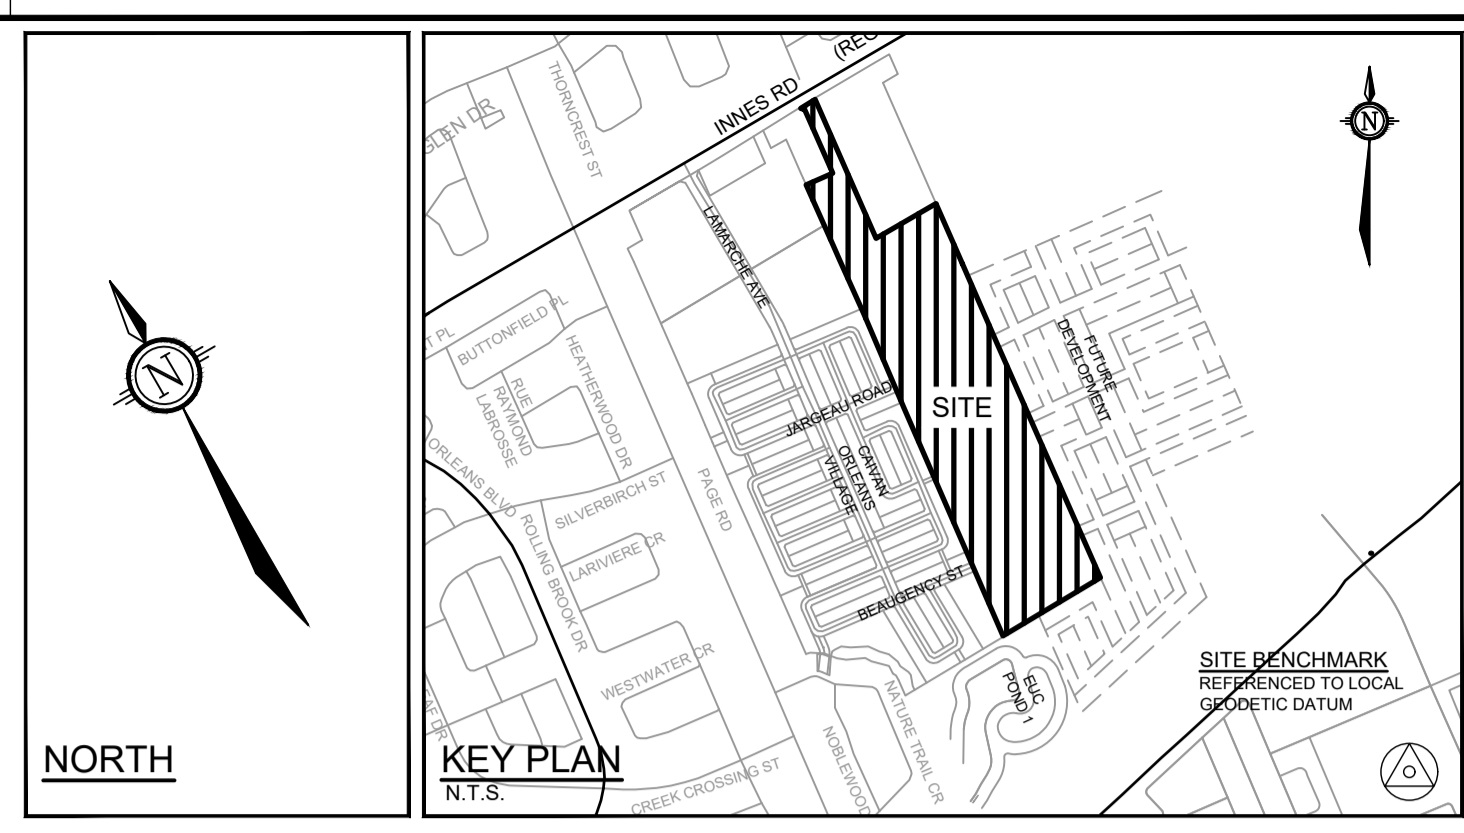 N
NORTH
(REG
INNES RD
N
THORNCREST ST
GLEN DR
LAMARCHE AVE
T PL
BUTTONFIELD PL
HEATHERWOOD DR
RUE
RAYMOND
LABROSSE
FUTURE
DEVELOPMENT
JARGEAU ROAD
SITE
ORLEANS BLVD
CAIVAN
ORLEANS
VILLAGE
PAGE RD
SILVERBIRCH ST
ROLLING BROOK DR
LARIVIERE CR
BEAUGENCY ST
WESTWATER CR
SITE BENCHMARK
REFERENCED TO LOCAL
GEODETIC DATUM
EUC
POND 1
NATURE TRAIL CR
AF DR
NOBLEWOOD
KEY PLAN
N.T.S.
CREEK CROSSING ST